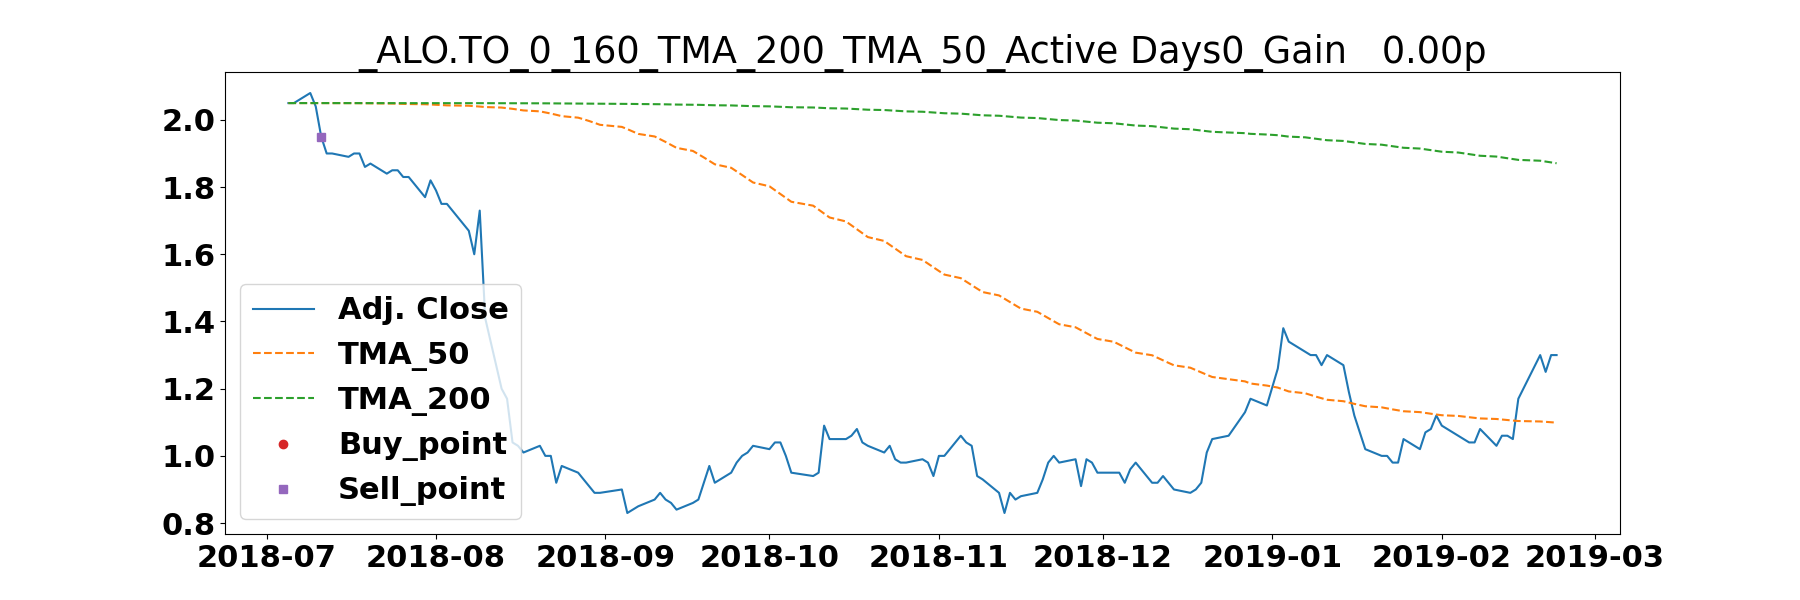 _ALO.TO_0_160_TMA_200_TMA_50_Active Days0_Gain   0.00p
2.0
1.8
1.6
1.4
1.2
1.0
0.8
Adj. Close
TMA_50
TMA_200
Buy_point
Sell_point
2018-07 2018-08 2018-09 2018-10 2018-11 2018-12 2019-01 2019-02 2019-03